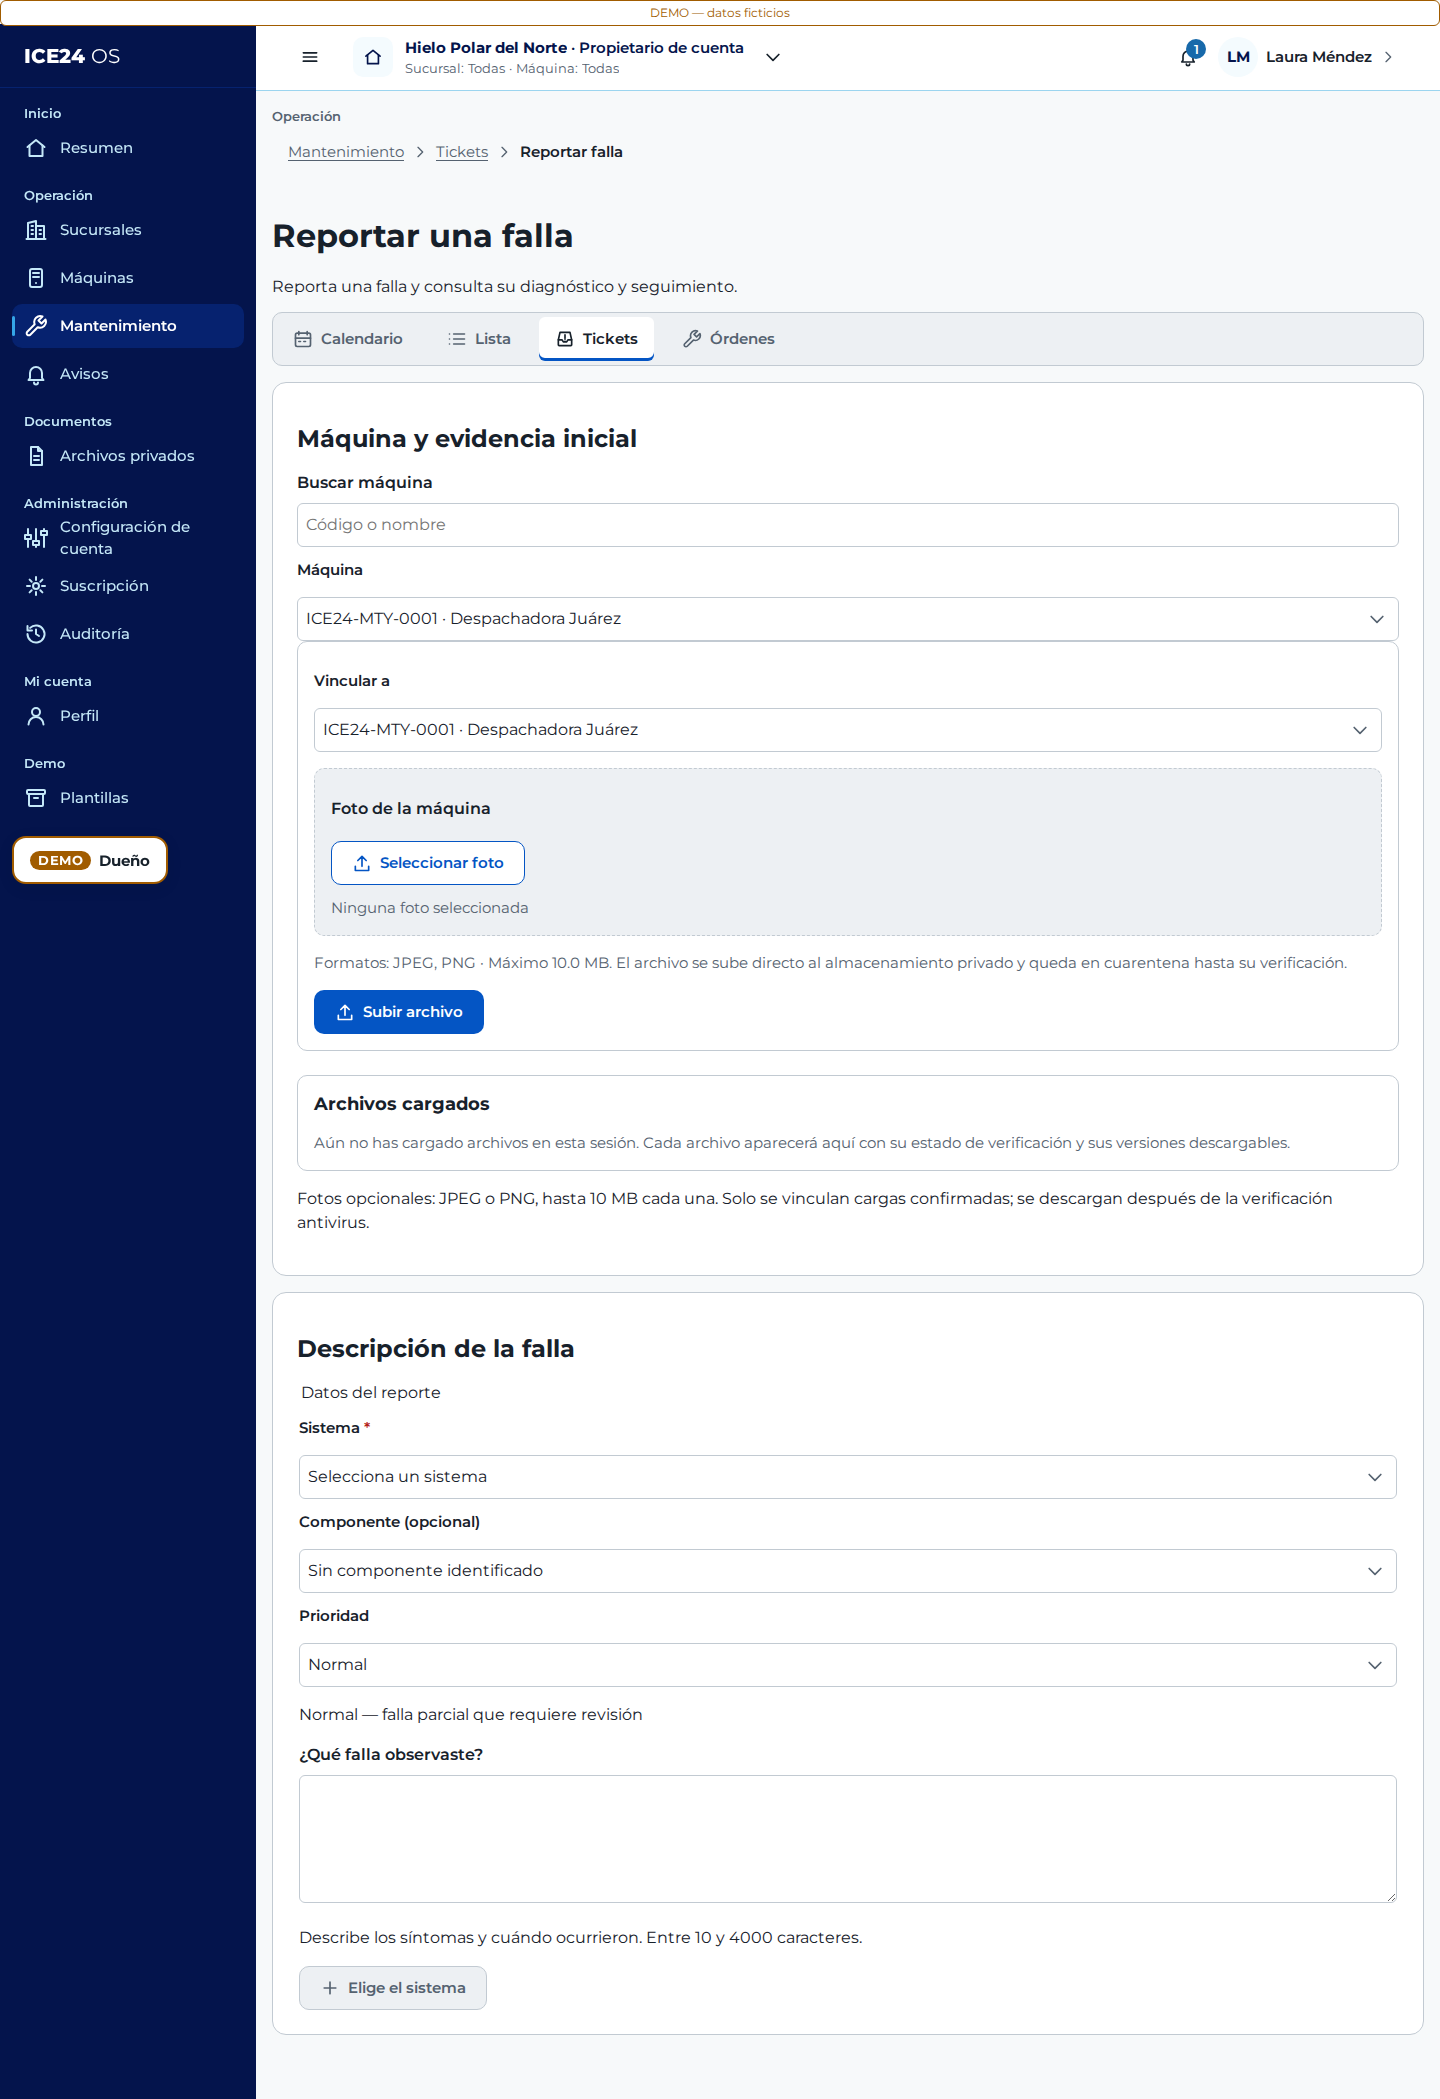 DEMO — datos ficticios
ICE24 OS
Inicio
Resumen
Operación
Sucursales
Máquinas
Mantenimiento
Avisos
Documentos
Archivos privados
Administración
Configuración de
cuenta
Suscripción
Auditoría
Mi cuenta
Perfil
Demo
Plantillas
DEMO Dueño
Hielo Polar del Norte · Propietario de cuenta
Sucursal: Todas · Máquina: Todas
1
LM Laura Méndez
Operación
Mantenimiento > Tickets > Reportar falla
Reportar una falla
Reporta una falla y consulta su diagnóstico y seguimiento.
Calendario Lista Tickets Órdenes
Máquina y evidencia inicial
Buscar máquina
Código o nombre
Máquina
ICE24-MTY-0001 · Despachadora Juárez
Vincular a
ICE24-MTY-0001 · Despachadora Juárez
Foto de la máquina
Seleccionar foto
Ninguna foto seleccionada
Formatos: JPEG, PNG · Máximo 10.0 MB. El archivo se sube directo al almacenamiento privado y queda en cuarentena hasta su verificación.
Subir archivo
Archivos cargados
Aún no has cargado archivos en esta sesión. Cada archivo aparecerá aquí con su estado de verificación y sus versiones descargables.
Fotos opcionales: JPEG o PNG, hasta 10 MB cada una. Solo se vinculan cargas confirmadas; se descargan después de la verificación
antivirus.
Descripción de la falla
Datos del reporte
Sistema *
Selecciona un sistema
Componente (opcional)
Sin componente identificado
Prioridad
Normal
Normal — falla parcial que requiere revisión
¿Qué falla observaste?
Describe los síntomas y cuándo ocurrieron. Entre 10 y 4000 caracteres.
Elige el sistema